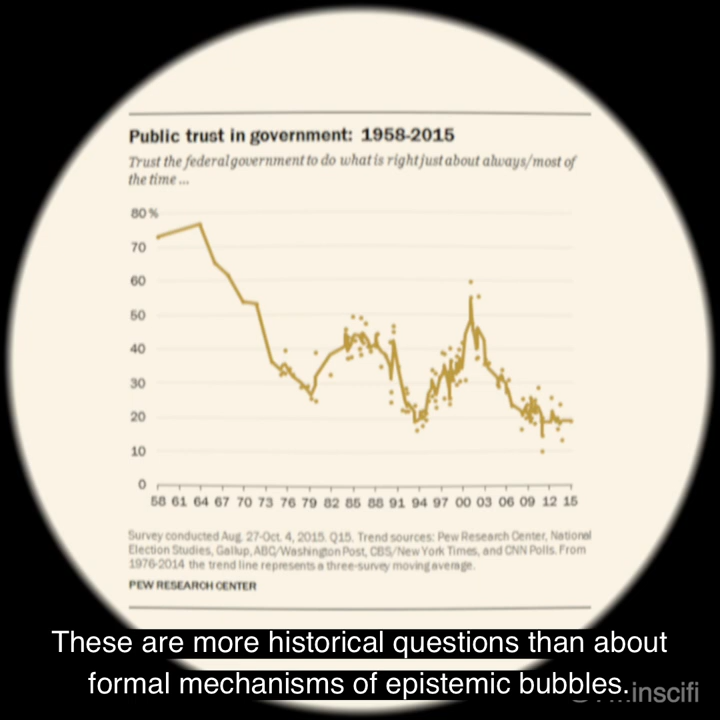 Public trust in government: 1958-2015
Trust the federal government to do what is right just about always/most of
the time ...
80%
70
60
50
40
30
20
10
0
58 61 64 67 70 73 76 79 82 85 88 91 94 97 00 03 06 09 12 15
Survey conducted Aug. 27-Oct. 4, 2015. Q15. Trend sources: Pew Research Center, National
Election Studies, Gallup, ABC/Washington Post, CBS/New York Times, and CNN Polls. From
1976-2014 the trend line represents a three-survey moving average.
PEW RESEARCH CENTER
These are more historical questions than about
formal mechanisms of epistemic bubbles.
inscifi